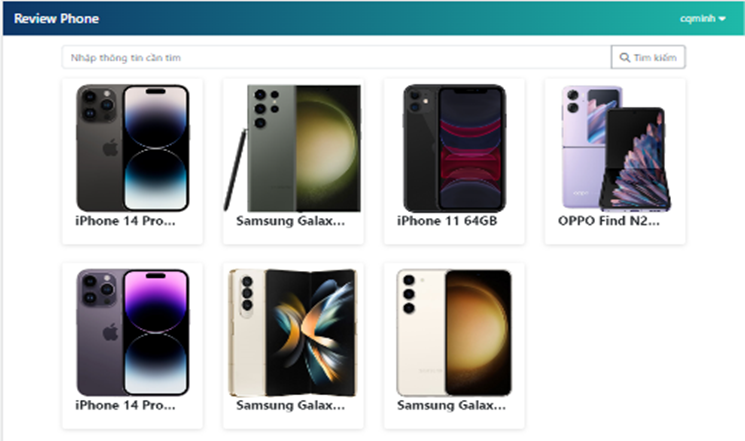 Review Phone
cqminh
Nhập thông tin cần tìm
Tìm kiếm
iPhone 14 Pro...
Samsung Galax...
iPhone 11 64GB
OPPO Find N2...
iPhone 14 Pro...
Samsung Galax...
Samsung Galax...